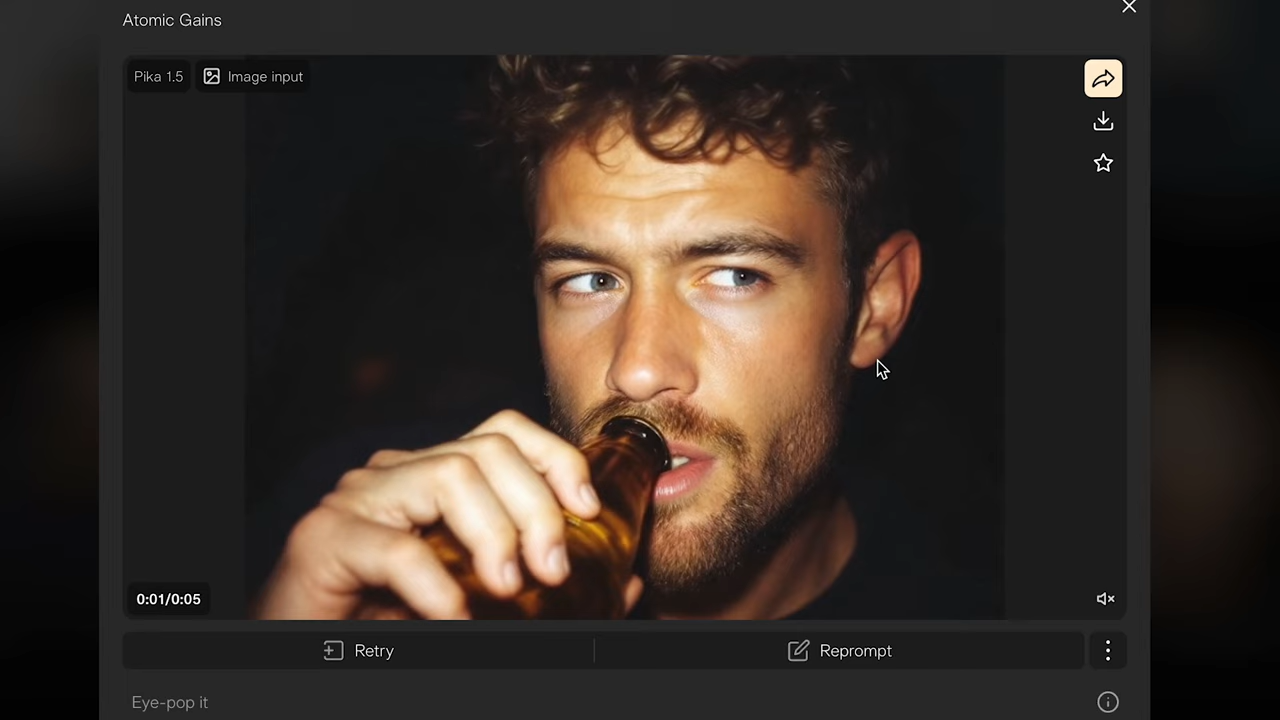 Atomic Gains
Pika 1.5
Image input
0:01/0:05
Retry
Reprompt
Eye-pop it